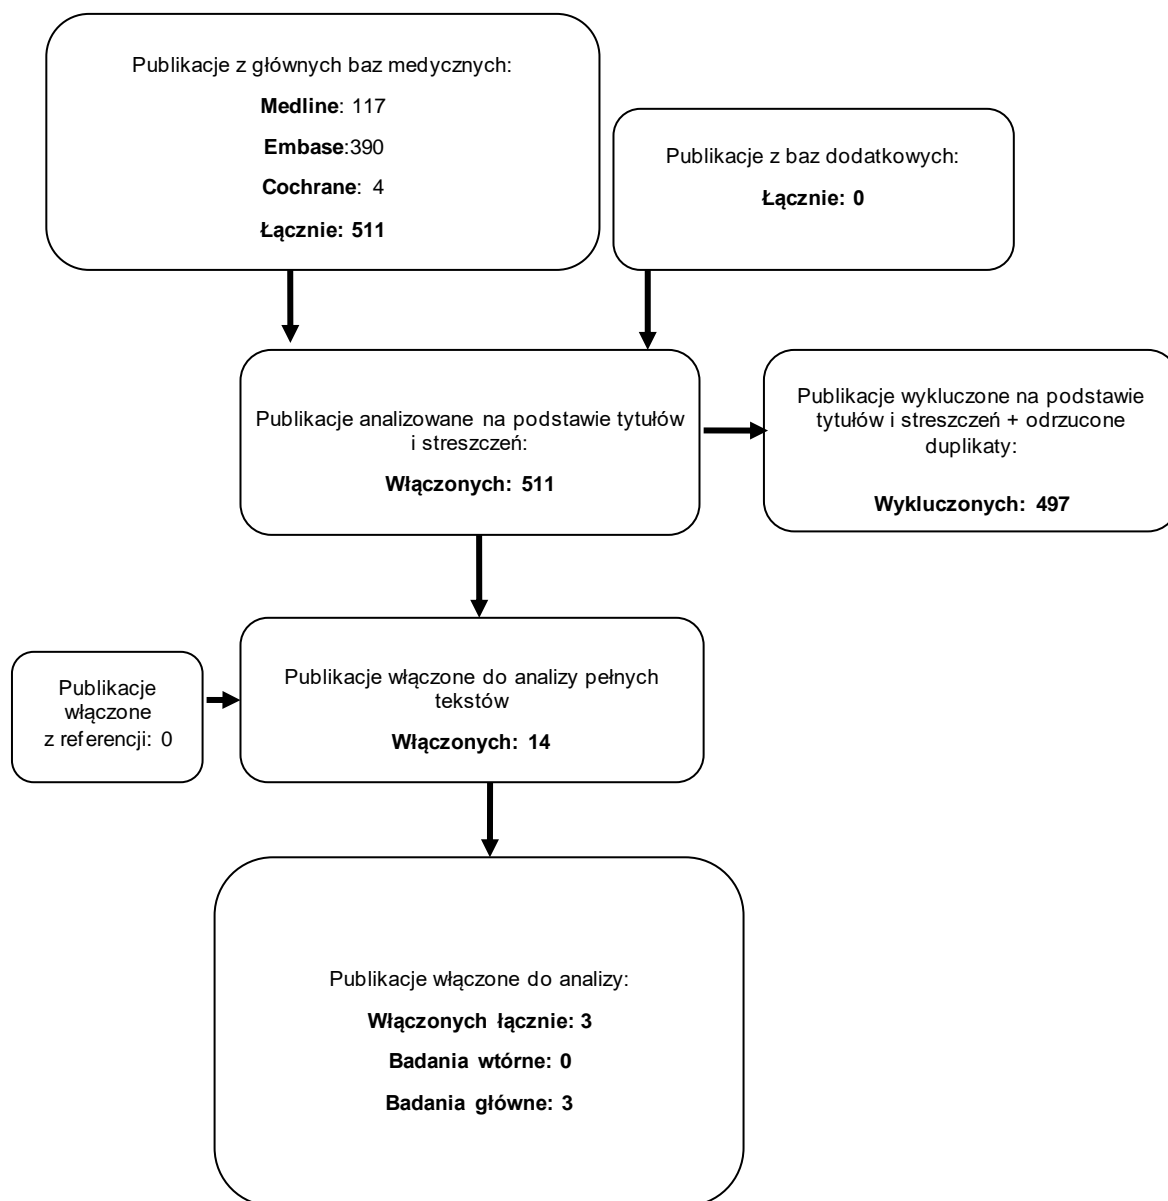 Publikacje z głównych baz medycznych:
Medline: 117
Embase:390
Cochrane: 4
Łącznie: 511
Publikacje z baz dodatkowych:
Łącznie: 0
Publikacje analizowane na podstawie tytułów
i streszczeń:
Włączonych: 511
Publikacje wykluczone na podstawie
tytułów i streszczeń + odrzucone
duplikaty:
Wykluczonych: 497
Publikacje
włączone
z referencji: 0
Publikacje włączone do analizy pełnych
tekstów
Włączonych: 14
Publikacje włączone do analizy:
Włączonych łącznie: 3
Badania wtórne: 0
Badania główne: 3